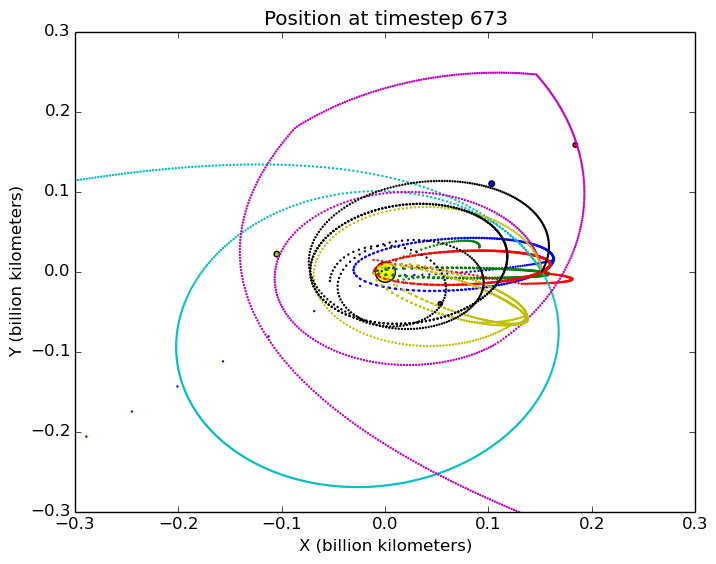 Position at timestep 673
0.3
0.2
0.1
0.0
−0.1
−0.2
−0.3
Y (billion kilometers)
−0.3 −0.2 −0.1 0.0 0.1 0.2 0.3
X (billion kilometers)